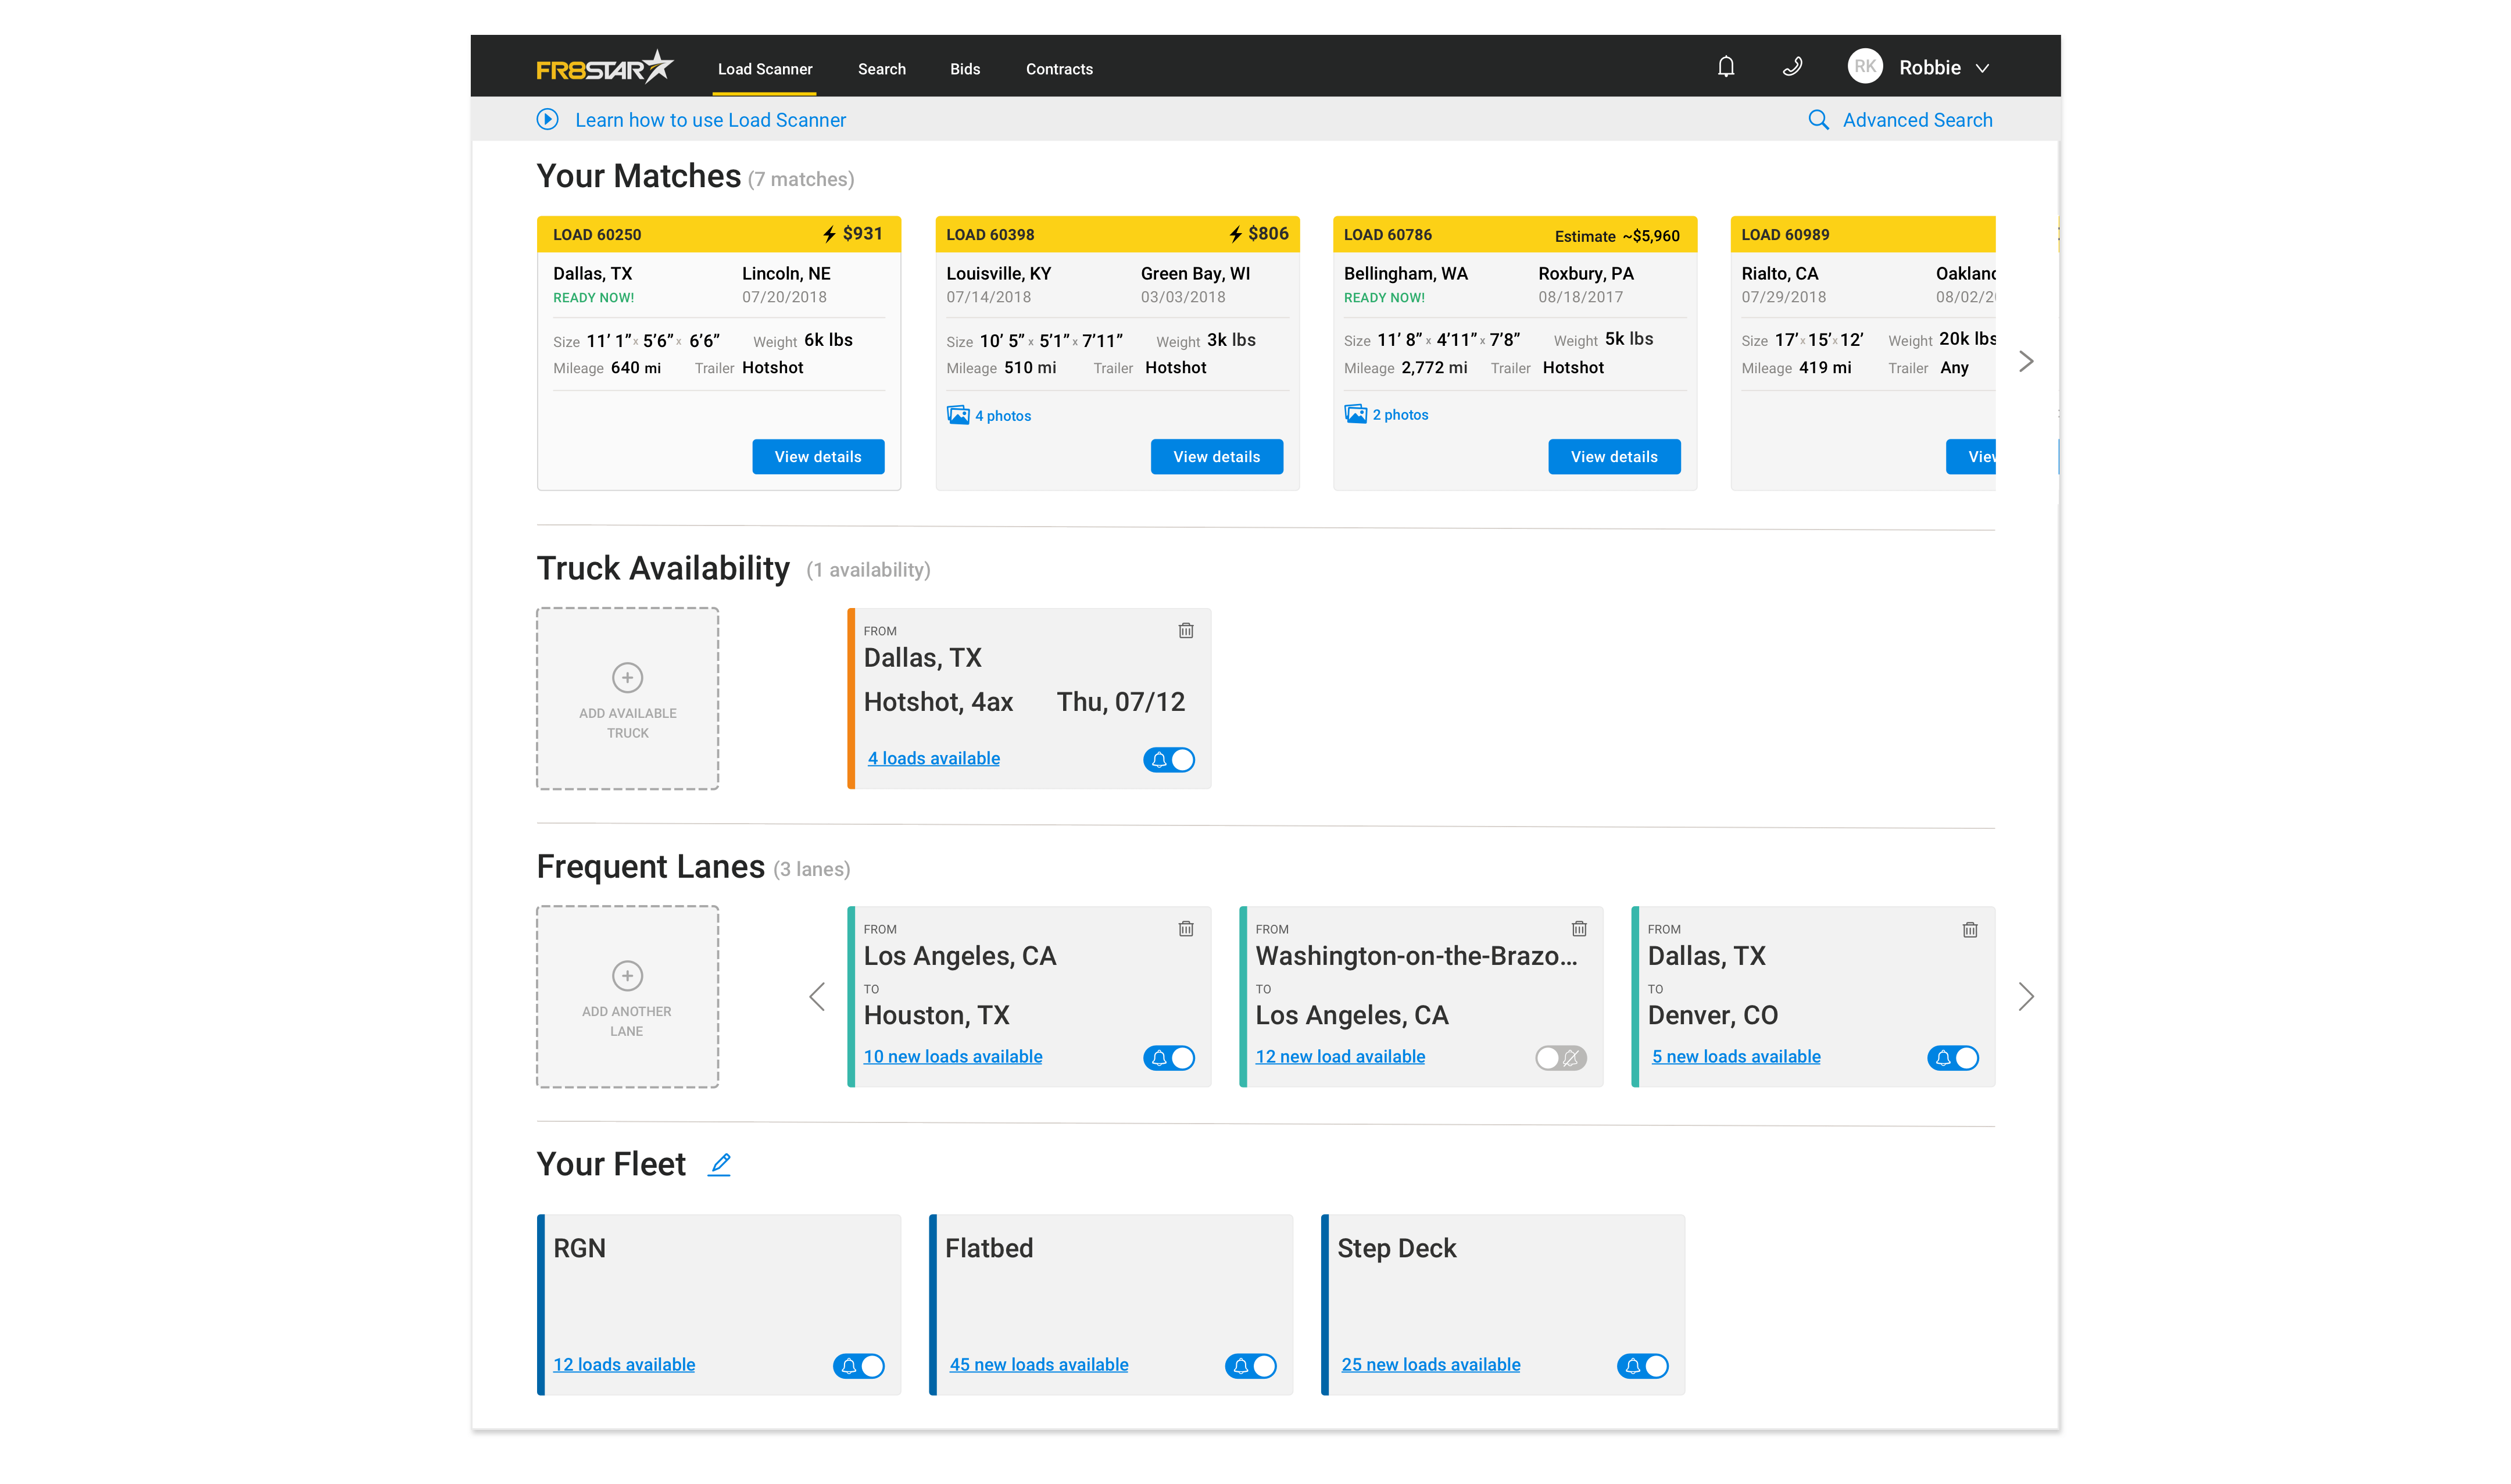 FR8STAR Load Scanner Search Bids Contracts RK Robbie
Learn how to use Load Scanner Advanced Search
Your Matches (7 matches)
LOAD 60250 $931
Dallas, TX Lincoln, NE
READY NOW! 07/20/2018
Size 11’ 1” x 5’6” x 6’6” Weight 6k lbs
Mileage 640 mi Trailer Hotshot
View details
LOAD 60398 $806
Louisville, KY Green Bay, WI
07/14/2018 03/03/2018
Size 10’ 5” x 5’1” x 7’11” Weight 3k lbs
Mileage 510 mi Trailer Hotshot
4 photos
View details
LOAD 60786 Estimate ~$5,960
Bellingham, WA Roxbury, PA
READY NOW! 08/18/2017
Size 11’ 8” x 4’11” x 7’8” Weight 5k lbs
Mileage 2,772 mi Trailer Hotshot
2 photos
View details
LOAD 60989
Rialto, CA
07/29/2018
Size 17’ x 15’ x 12’ Weight 20k lbs
Mileage 419 mi Trailer Any
Truck Availability (1 availability)
ADD AVAILABLE
TRUCK
FROM
Dallas, TX
Hotshot, 4ax Thu, 07/12
4 loads available
Frequent Lanes (3 lanes)
ADD ANOTHER
LANE
FROM
Los Angeles, CA
TO
Houston, TX
10 new loads available
FROM
Washington-on-the-Brazo...
TO
Los Angeles, CA
12 new load available
FROM
Dallas, TX
TO
Denver, CO
5 new loads available
Your Fleet
RGN
12 loads available
Flatbed
45 new loads available
Step Deck
25 new loads available